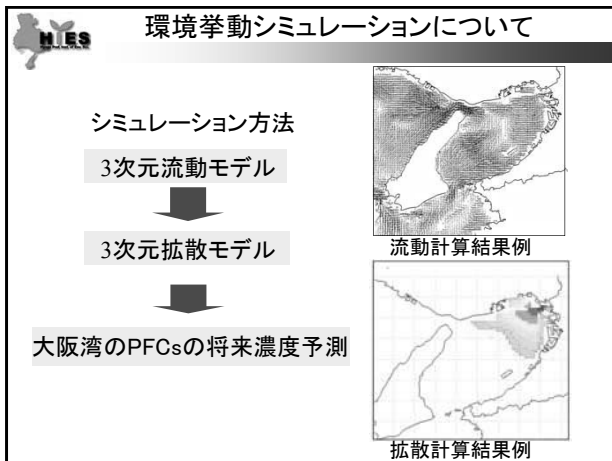 HIES
環境挙動シミュレーションについて
シミュレーション方法
3次元流動モデル
3次元拡散モデル
大阪湾のPFCsの将来濃度予測
流動計算結果例
拡散計算結果例